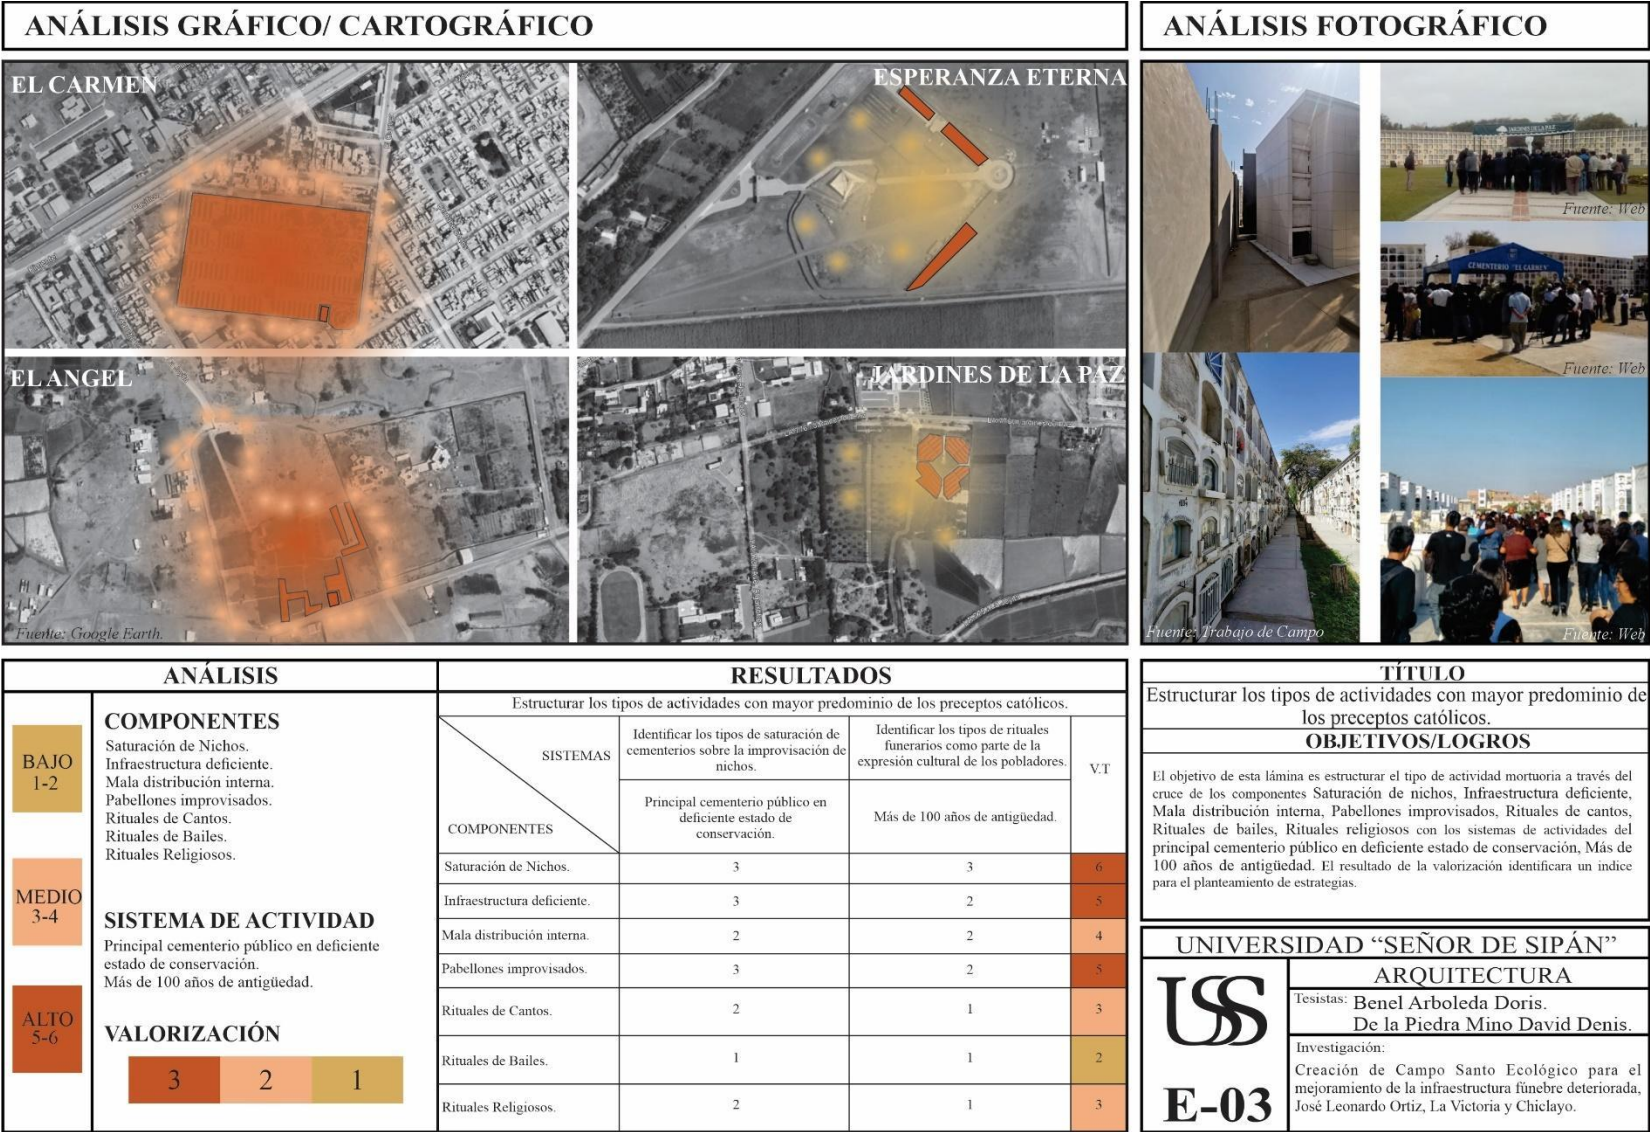 ANÁLISIS GRÁFICO/ CARTOGRÁFICO
ANÁLISIS FOTOGRÁFICO
EL CARMEN
ESPERANZA ETERNA
EL ANGEL
JARDINES DE LA PAZ
Fuente: Google Earth.
JARDINES DE LA PAZ
Fuente: Web
CEMENTERIO "EL CARMEN"
Fuente: Web
Fuente: Trabajo de Campo
Fuente: Web
ANÁLISIS
BAJO
1-2
MEDIO
3-4
ALTO
5-6
COMPONENTES
Saturación de Nichos.
Infraestructura deficiente.
Mala distribución interna.
Pabellones improvisados.
Rituales de Cantos.
Rituales de Bailes.
Rituales Religiosos.
SISTEMA DE ACTIVIDAD
Principal cementerio público en deficiente
estado de conservación.
Más de 100 años de antigüedad.
VALORIZACIÓN
3 2 1
RESULTADOS
Estructurar los tipos de actividades con mayor predominio de los preceptos católicos.
SISTEMAS
COMPONENTES
Identificar los tipos de saturación de
cementerios sobre la improvisación de
nichos.
Identificar los tipos de rituales
funerarios como parte de la
expresión cultural de los pobladores.
V.T
Principal cementerio público en
deficiente estado de
conservación.
Más de 100 años de antigüedad.
Saturación de Nichos. 3 3 6
Infraestructura deficiente. 3 2 5
Mala distribución interna. 2 2 4
Pabellones improvisados. 3 2 5
Rituales de Cantos. 2 1 3
Rituales de Bailes. 1 1 2
Rituales Religiosos. 2 1 3
TÍTULO
Estructurar los tipos de actividades con mayor predominio de
los preceptos católicos.
OBJETIVOS/LOGROS
El objetivo de esta lámina es estructurar el tipo de actividad mortuoria a través del
cruce de los componentes Saturación de nichos, Infraestructura deficiente,
Mala distribución interna, Pabellones improvisados, Rituales de cantos,
Rituales de bailes, Rituales religiosos con los sistemas de actividades del
principal cementerio público en deficiente estado de conservación, Más de
100 años de antigüedad. El resultado de la valorización identificara un indice
para el planteamiento de estrategias.
UNIVERSIDAD “SEÑOR DE SIPÁN”
USS
E-03
ARQUITECTURA
Tesistas: Benel Arboleda Doris.
De la Piedra Mino David Denis.
Investigación:
Creación de Campo Santo Ecológico para el
mejoramiento de la infraestructura fúnebre deteriorada,
José Leonardo Ortiz, La Victoria y Chiclayo.